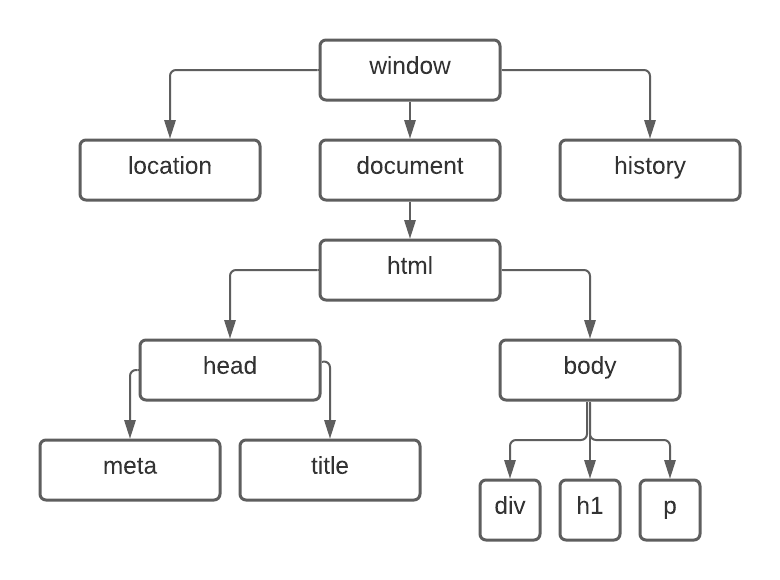 window
location
document
history
html
head
body
meta
title
div
h1
p